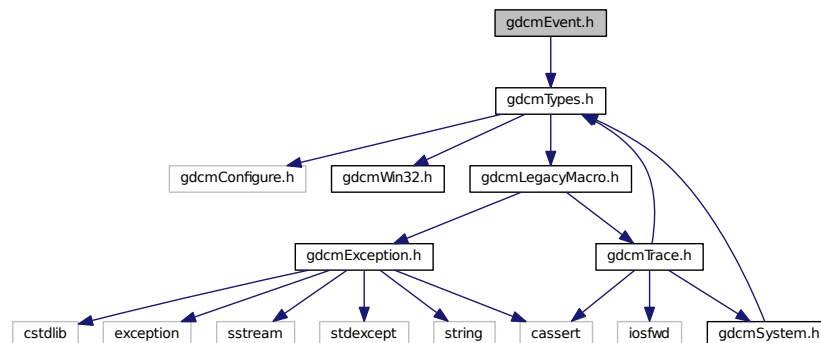 gdcmEvent.h
gdcmTypes.h
gdcmConfigure.h
gdcmWin32.h
gdcmLegacyMacro.h
gdcmException.h
gdcmTrace.h
cstdlib
exception
sstream
stdexcept
string
cassert
iosfwd
gdcmSystem.h